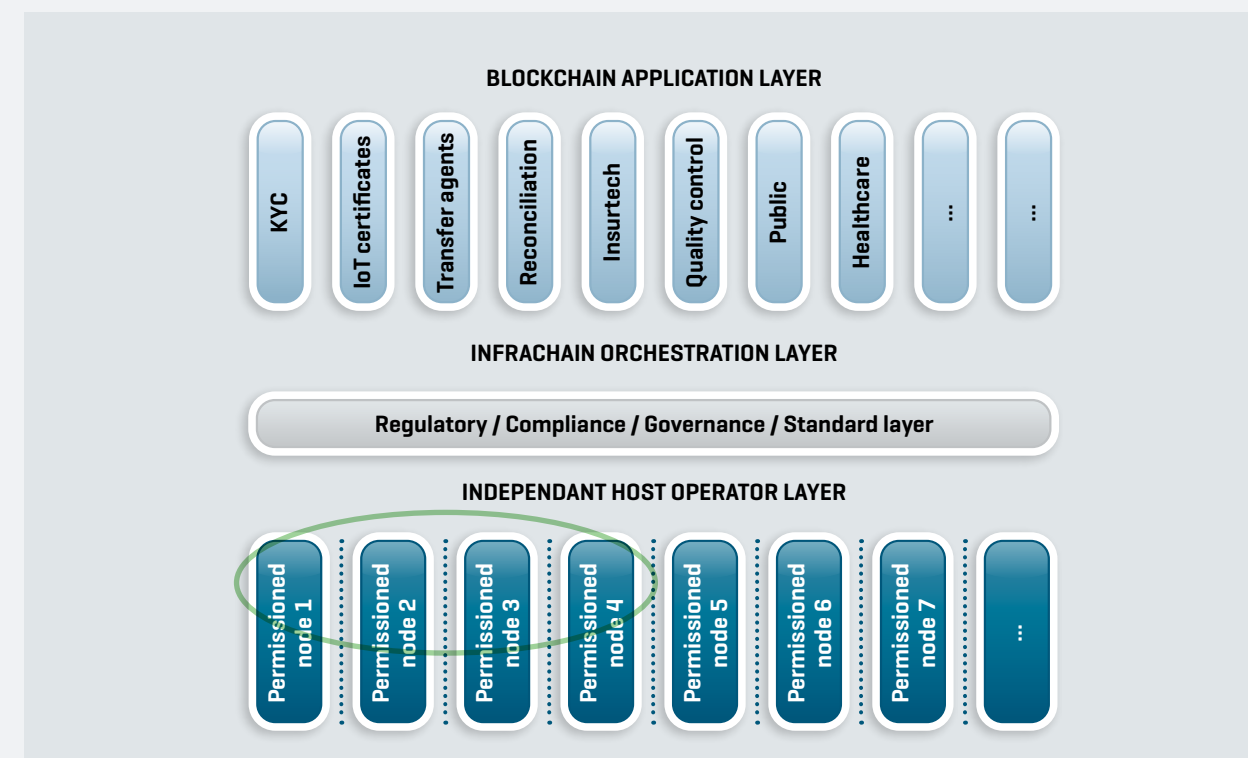 BLOCKCHAIN APPLICATION LAYER
KYC
IoT certificates
Transfer agents
Reconciliation
Insurtech
Quality control
Public
Healthcare
...
...
INFRACHAIN ORCHESTRATION LAYER
Regulatory / Compliance / Governance / Standard layer
INDEPENDANT HOST OPERATOR LAYER
Permissioned
node 1
Permissioned
node 2
Permissioned
node 3
Permissioned
node 4
Permissioned
node 5
Permissioned
node 6
Permissioned
node 7
...